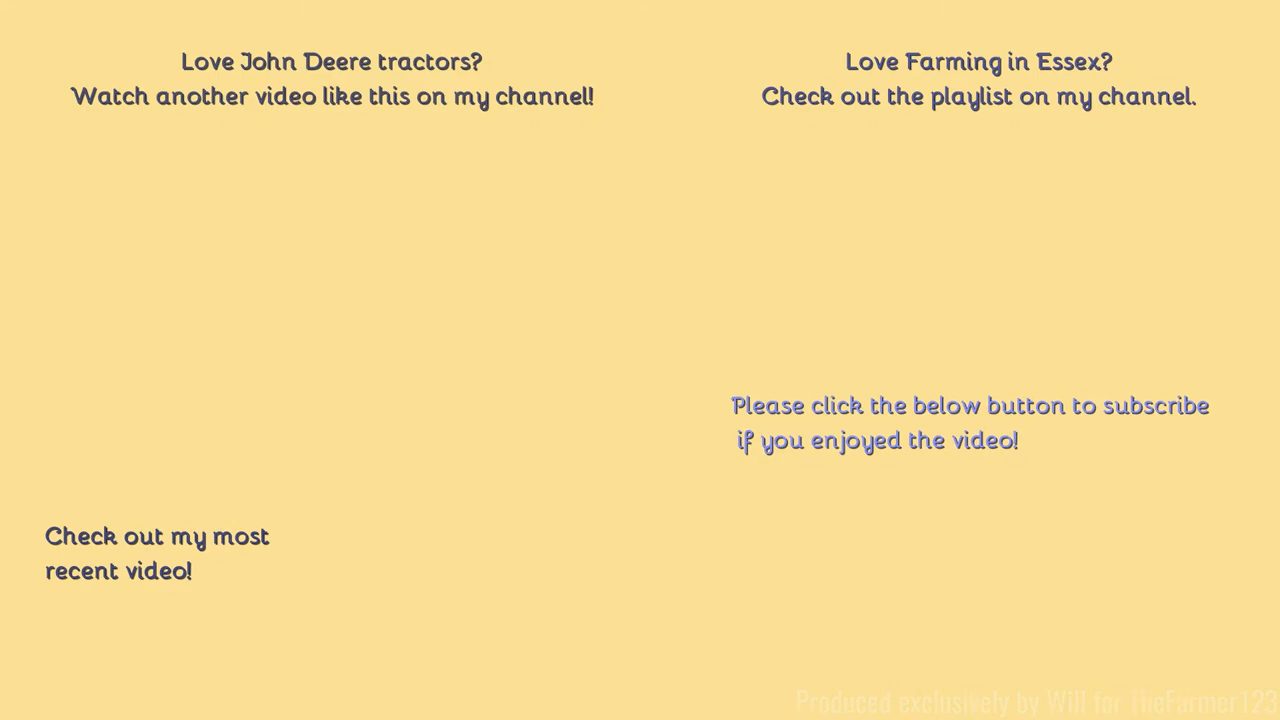 Love John Deere tractors?
Watch another video like this on my channel!
Love Farming in Essex?
Check out the playlist on my channel.
Please click the below button to subscribe
if you enjoyed the video!
Check out my most
recent video!
Produced exclusively by Will for TheFarmer123